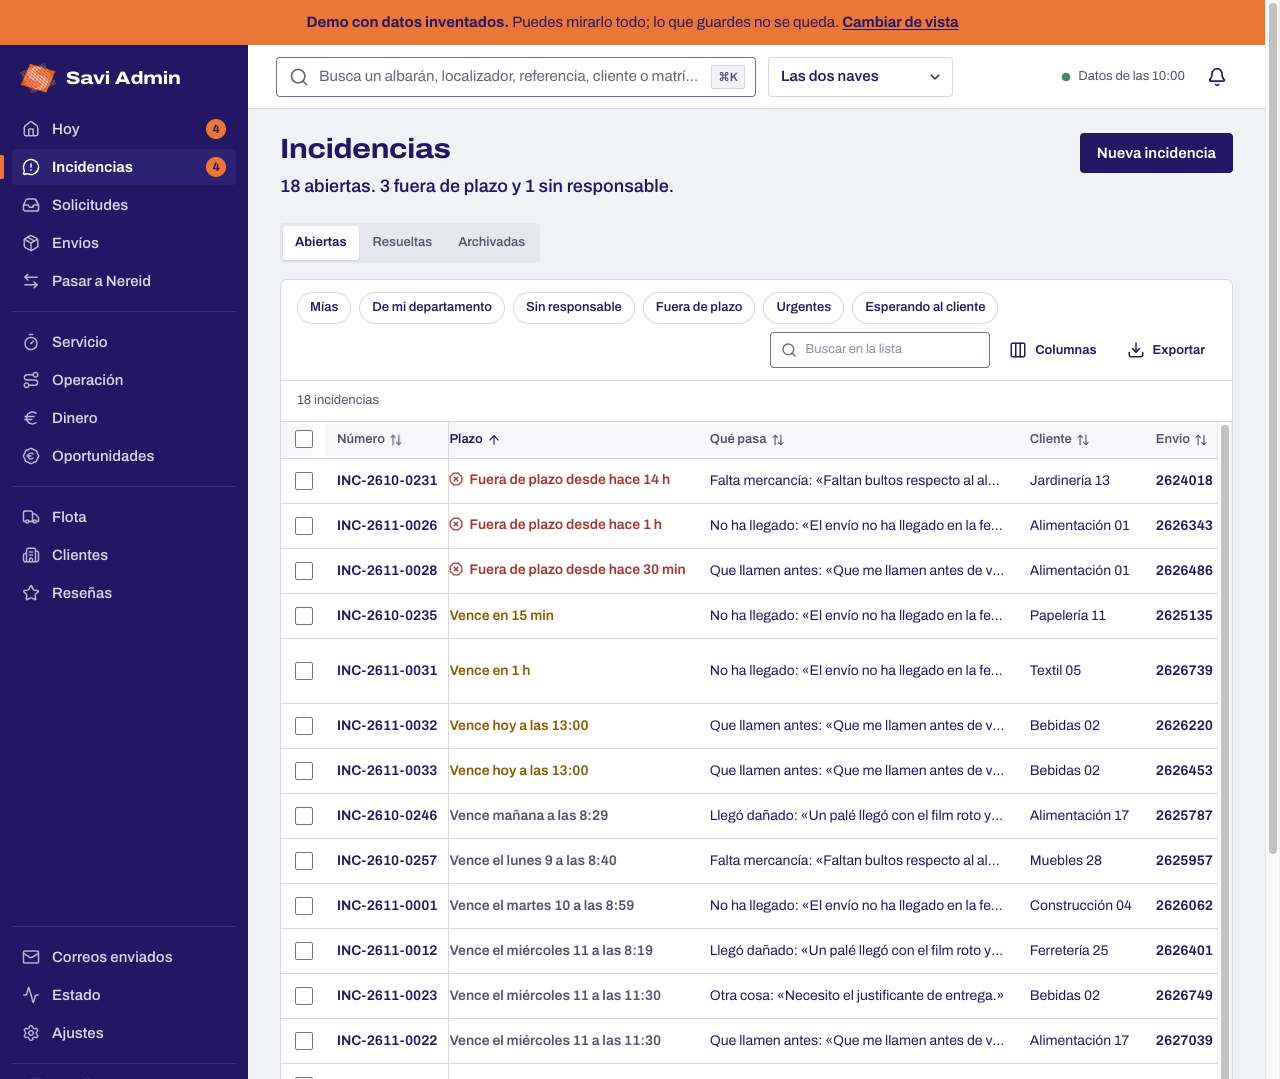 Demo con datos inventados. Puedes mirarlo todo; lo que guardes no se queda. Cambiar de vista
Savi Admin
Busca un albarán, localizador, referencia, cliente o matrí... ⌘K
Las dos naves
Datos de las 10:00
Hoy 4
Incidencias 4
Solicitudes
Envíos
Pasar a Nereid
Servicio
Operación
Dinero
Oportunidades
Flota
Clientes
Reseñas
Correos enviados
Estado
Ajustes
Incidencias
18 abiertas. 3 fuera de plazo y 1 sin responsable.
Nueva incidencia
Abiertas Resueltas Archivadas
Mías De mi departamento Sin responsable Fuera de plazo Urgentes Esperando al cliente
Buscar en la lista Columnas Exportar
18 incidencias
Número Plazo Qué pasa Cliente Envío
INC-2610-0231 Fuera de plazo desde hace 14 h Falta mercancía: «Faltan bultos respecto al al... Jardinería 13 2624018
INC-2611-0026 Fuera de plazo desde hace 1 h No ha llegado: «El envío no ha llegado en la fe... Alimentación 01 2626343
INC-2611-0028 Fuera de plazo desde hace 30 min Que llamen antes: «Que me llamen antes de v... Alimentación 01 2626486
INC-2610-0235 Vence en 15 min No ha llegado: «El envío no ha llegado en la fe... Papelería 11 2625135
INC-2611-0031 Vence en 1 h No ha llegado: «El envío no ha llegado en la fe... Textil 05 2626739
INC-2611-0032 Vence hoy a las 13:00 Que llamen antes: «Que me llamen antes de v... Bebidas 02 2626220
INC-2611-0033 Vence hoy a las 13:00 Que llamen antes: «Que me llamen antes de v... Bebidas 02 2626453
INC-2610-0246 Vence mañana a las 8:29 Llegó dañado: «Un palé llegó con el film roto y... Alimentación 17 2625787
INC-2610-0257 Vence el lunes 9 a las 8:40 Falta mercancía: «Faltan bultos respecto al al... Muebles 28 2625957
INC-2611-0001 Vence el martes 10 a las 8:59 No ha llegado: «El envío no ha llegado en la fe... Construcción 04 2626062
INC-2611-0012 Vence el miércoles 11 a las 8:19 Llegó dañado: «Un palé llegó con el film roto y... Ferretería 25 2626401
INC-2611-0023 Vence el miércoles 11 a las 11:30 Otra cosa: «Necesito el justificante de entrega.» Bebidas 02 2626749
INC-2611-0022 Vence el miércoles 11 a las 11:30 Que llamen antes: «Que me llamen antes de v... Alimentación 17 2627039